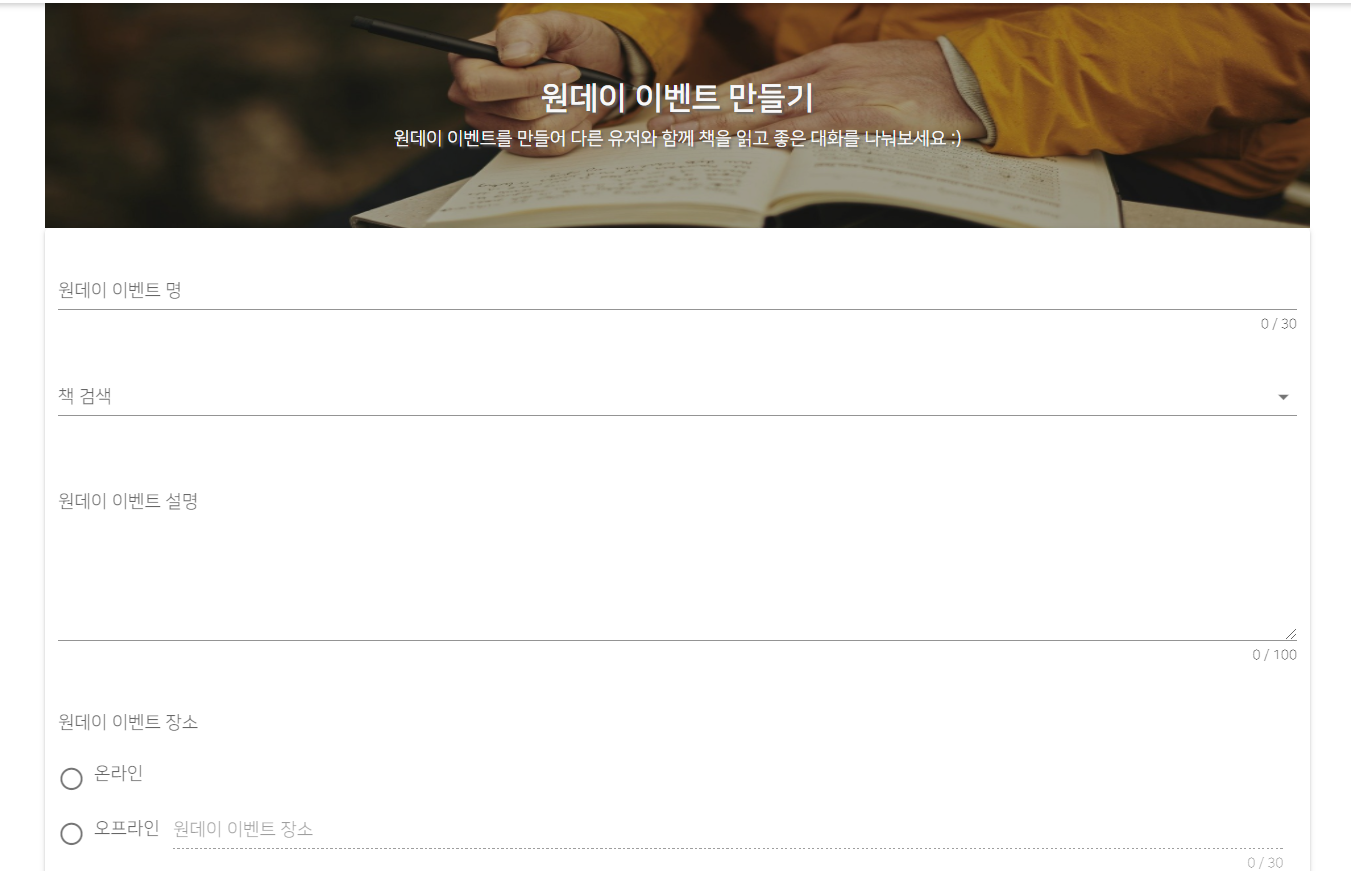 원데이 이벤트 만들기
원데이 이벤트를 만들어 다른 유저와 함께 책을 읽고 좋은 대화를 나눠보세요 :)
원데이 이벤트 명
0 / 30
책 검색
원데이 이벤트 설명
0 / 100
원데이 이벤트 장소
온라인
오프라인 원데이 이벤트 장소
0 / 30